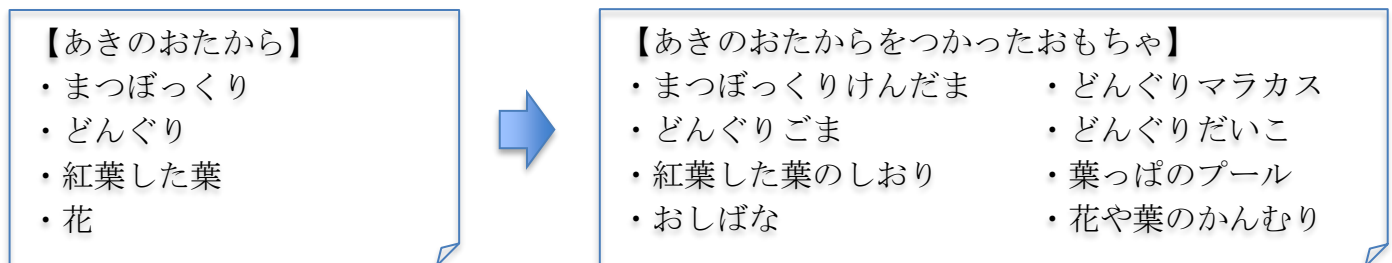 【あきのおたから】
・まつぼっくり
・どんぐり
・紅葉した葉
・花
【あきのおたからをつかったおもちゃ】
・まつぼっくりけんだま ・どんぐりマラカス
・どんぐりごま ・どんぐりだいこ
・紅葉した葉のしおり ・葉っぱのプール
・おしばな ・花や葉のかんむり